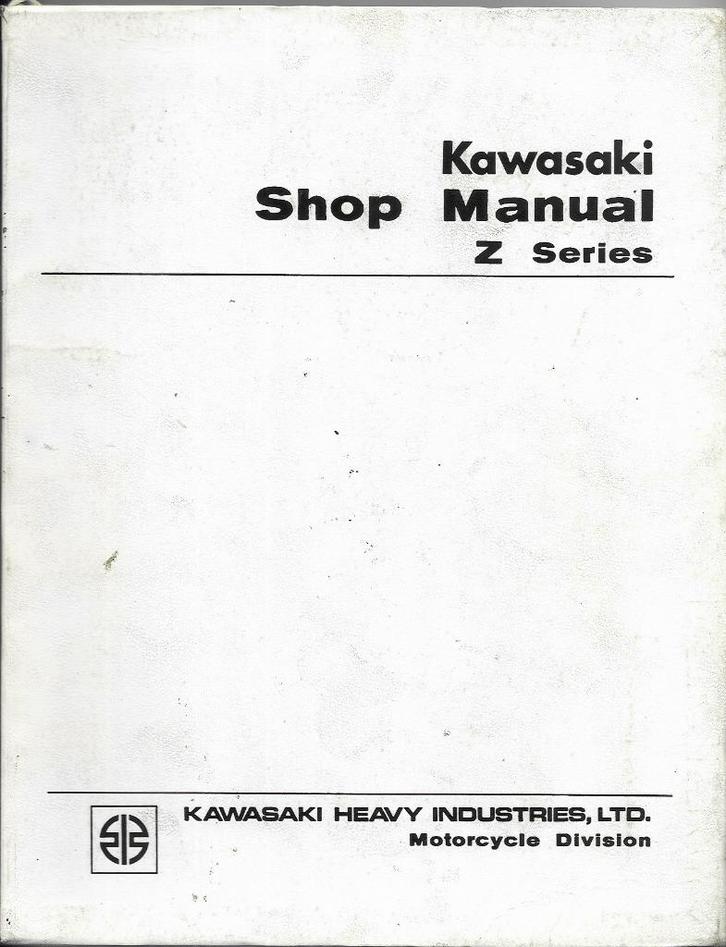 Kawasaki
Shop Manual
Z Series
KAWASAKI HEAVY INDUSTRIES, LTD.
Motorcycle Division